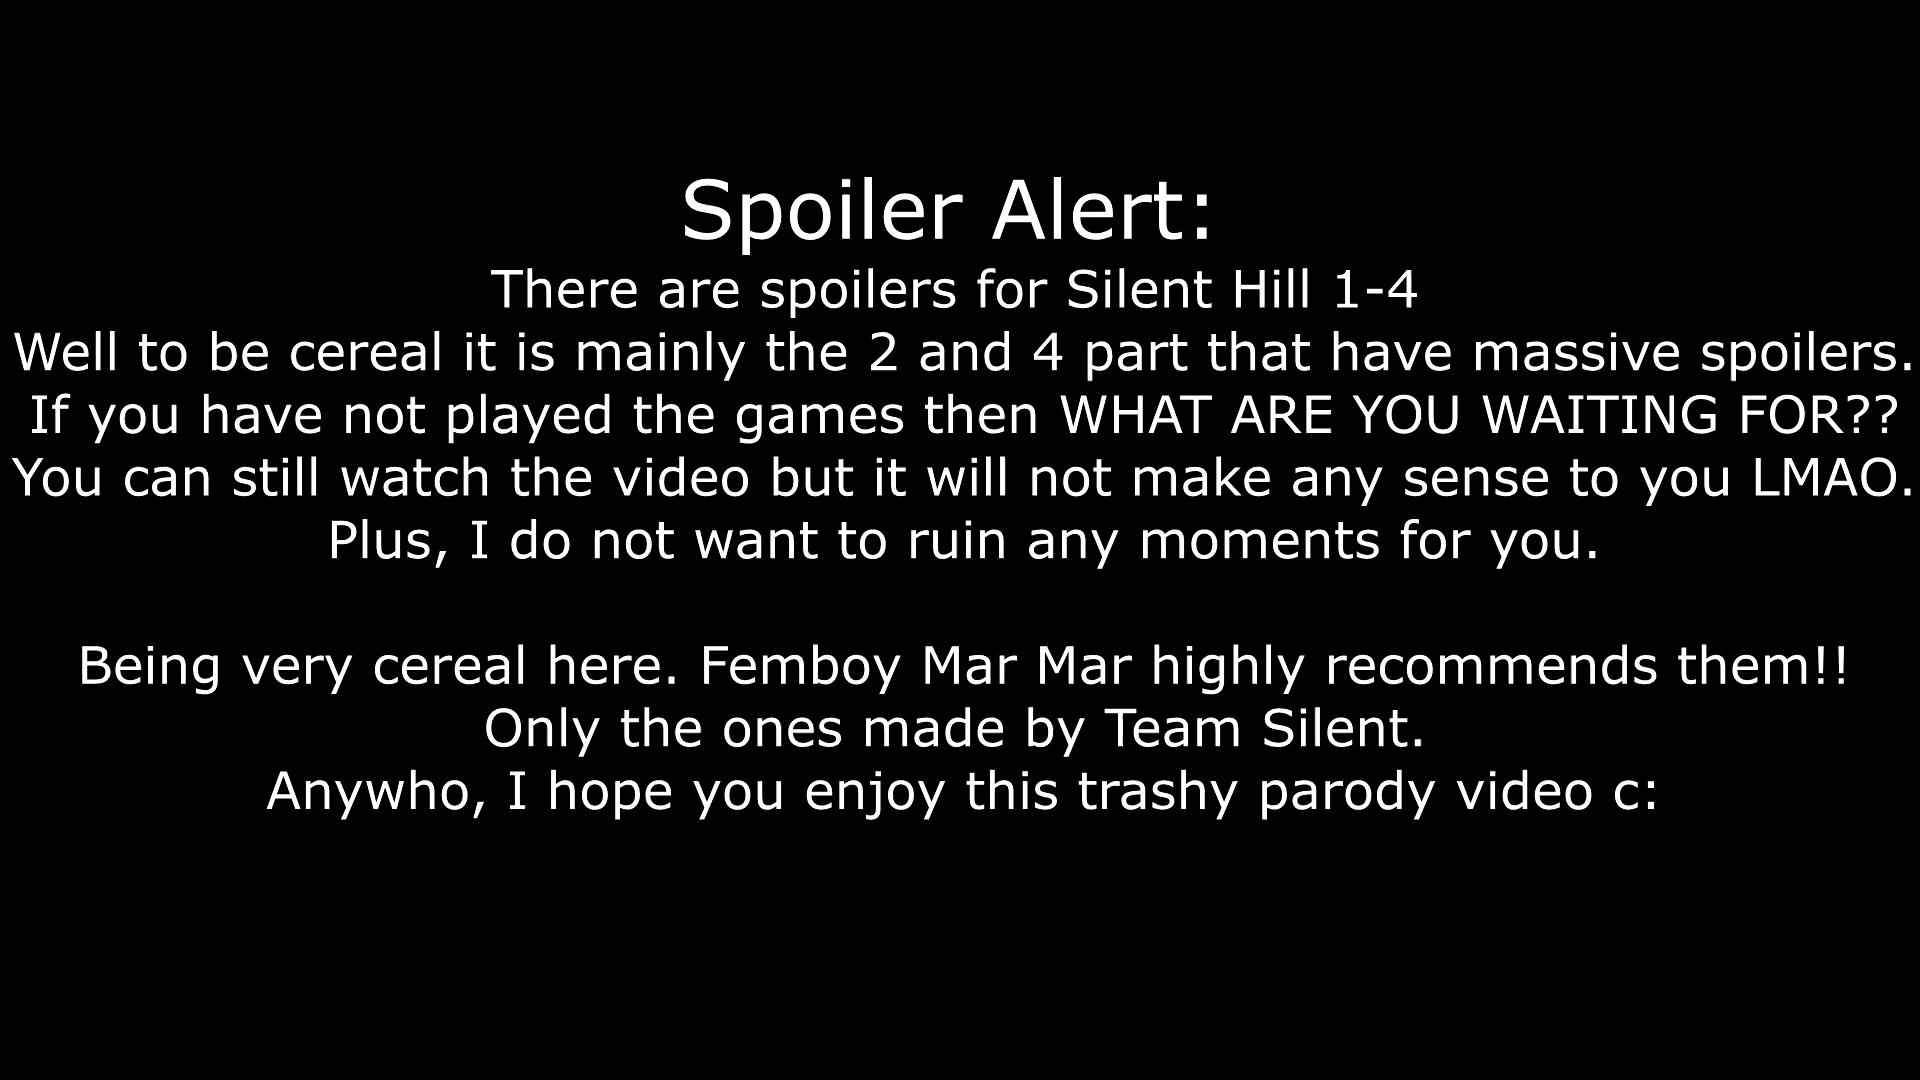 Spoiler Alert:
There are spoilers for Silent Hill 1-4
Well to be cereal it is mainly the 2 and 4 part that have massive spoilers.
If you have not played the games then WHAT ARE YOU WAITING FOR??
You can still watch the video but it will not make any sense to you LMAO.
Plus, I do not want to ruin any moments for you.
Being very cereal here. Femboy Mar Mar highly recommends them!!
Only the ones made by Team Silent.
Anywho, I hope you enjoy this trashy parody video c: